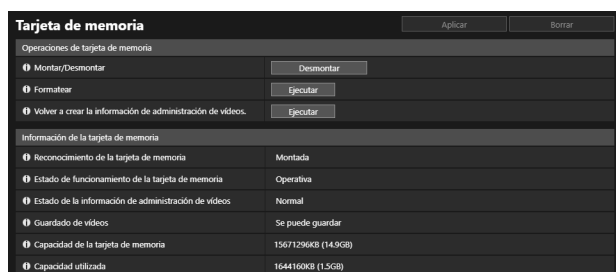 Tarjeta de memoria
Aplicar
Borrar
Operaciones de tarjeta de memoria
Montar/Desmontar
Desmontar
Formatear
Ejecutar
Volver a crear la información de administración de vídeos.
Ejecutar
Información de la tarjeta de memoria
Reconocimiento de la tarjeta de memoria
Montada
Estado de funcionamiento de la tarjeta de memoria
Operativa
Estado de la información de administración de vídeos
Normal
Guardado de vídeos
Se puede guardar
Capacidad de la tarjeta de memoria
15671296KB (14.9GB)
Capacidad utilizada
1644160KB (1.5GB)